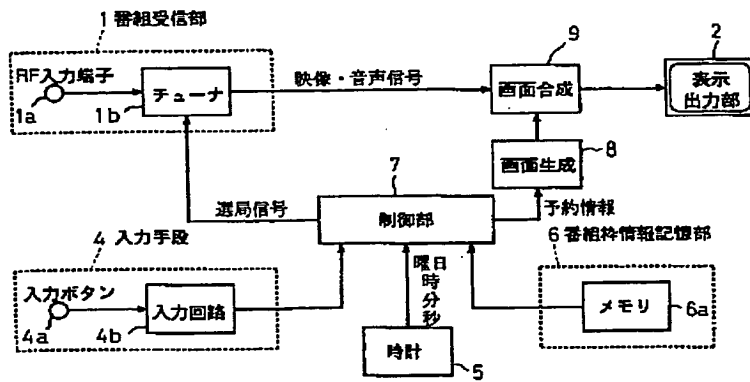 1 番組受信部
RF入力端子
1a
チューナ
1b
映像・音声信号
9
画面合成
2
表示
出力部
画面生成
8
選局信号
7
制御部
予約情報
4 入力手段
入力ボタン
4a
入力回路
4b
曜日
時
分
秒
時計
5
6 番組枠情報記憶部
メモリ
6a